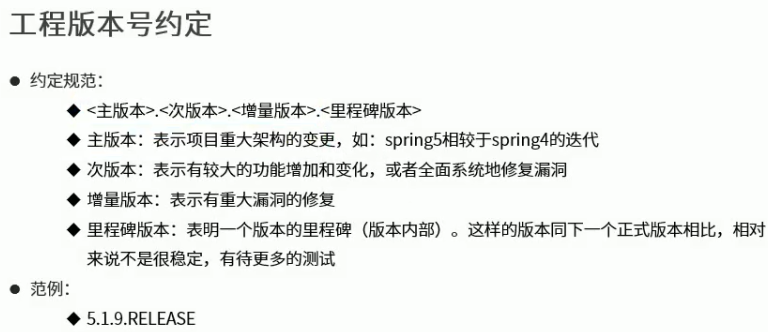 工程版本号约定
● 约定规范：
◆ <主版本>.<次版本>.<增量版本>.<里程碑版本>
◆ 主版本：表示项目重大架构的变更，如：spring5相较于spring4的迭代
◆ 次版本：表示有较大的功能增加和变化，或者全面系统地修复漏洞
◆ 增量版本：表示有重大漏洞的修复
◆ 里程碑版本：表明一个版本的里程碑（版本内部）。这样的版本同下一个正式版本相比，相对
来说不是很稳定，有待更多的测试
● 范例：
◆ 5.1.9.RELEASE